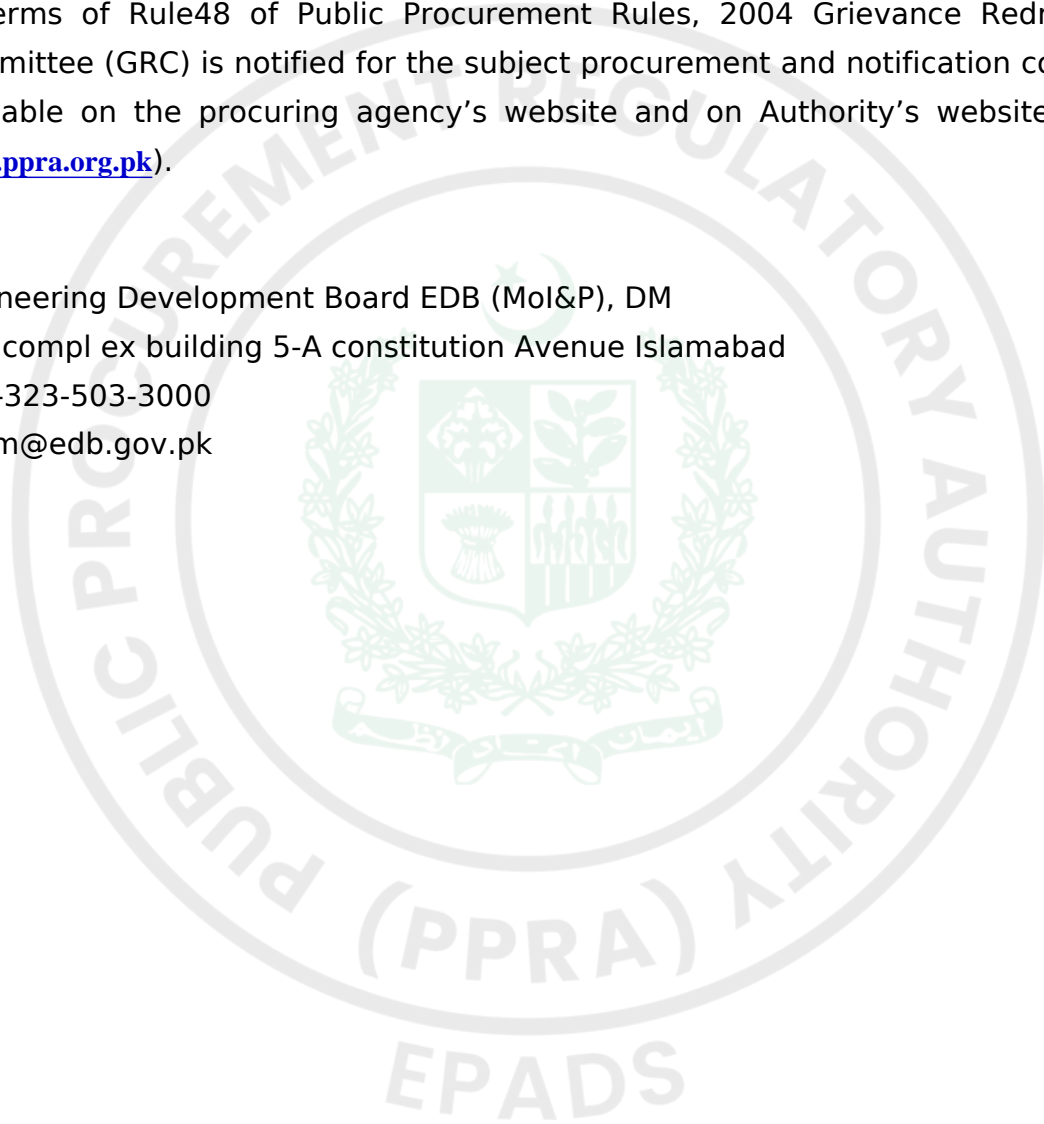 erms of Rule48 of Public Procurement Rules, 2004 Grievance Redr
mittee (GRC) is notified for the subject procurement and notification co
able on the procuring agency’s website and on Authority’s website
.ppra.org.pk).
neering Development Board EDB (MoI&P), DM
compl ex building 5-A constitution Avenue Islamabad
-323-503-3000
m@edb.gov.pk
PUBLIC PROCUREMENT REGULATORY AUTHORITY
(PPRA)
EPADS